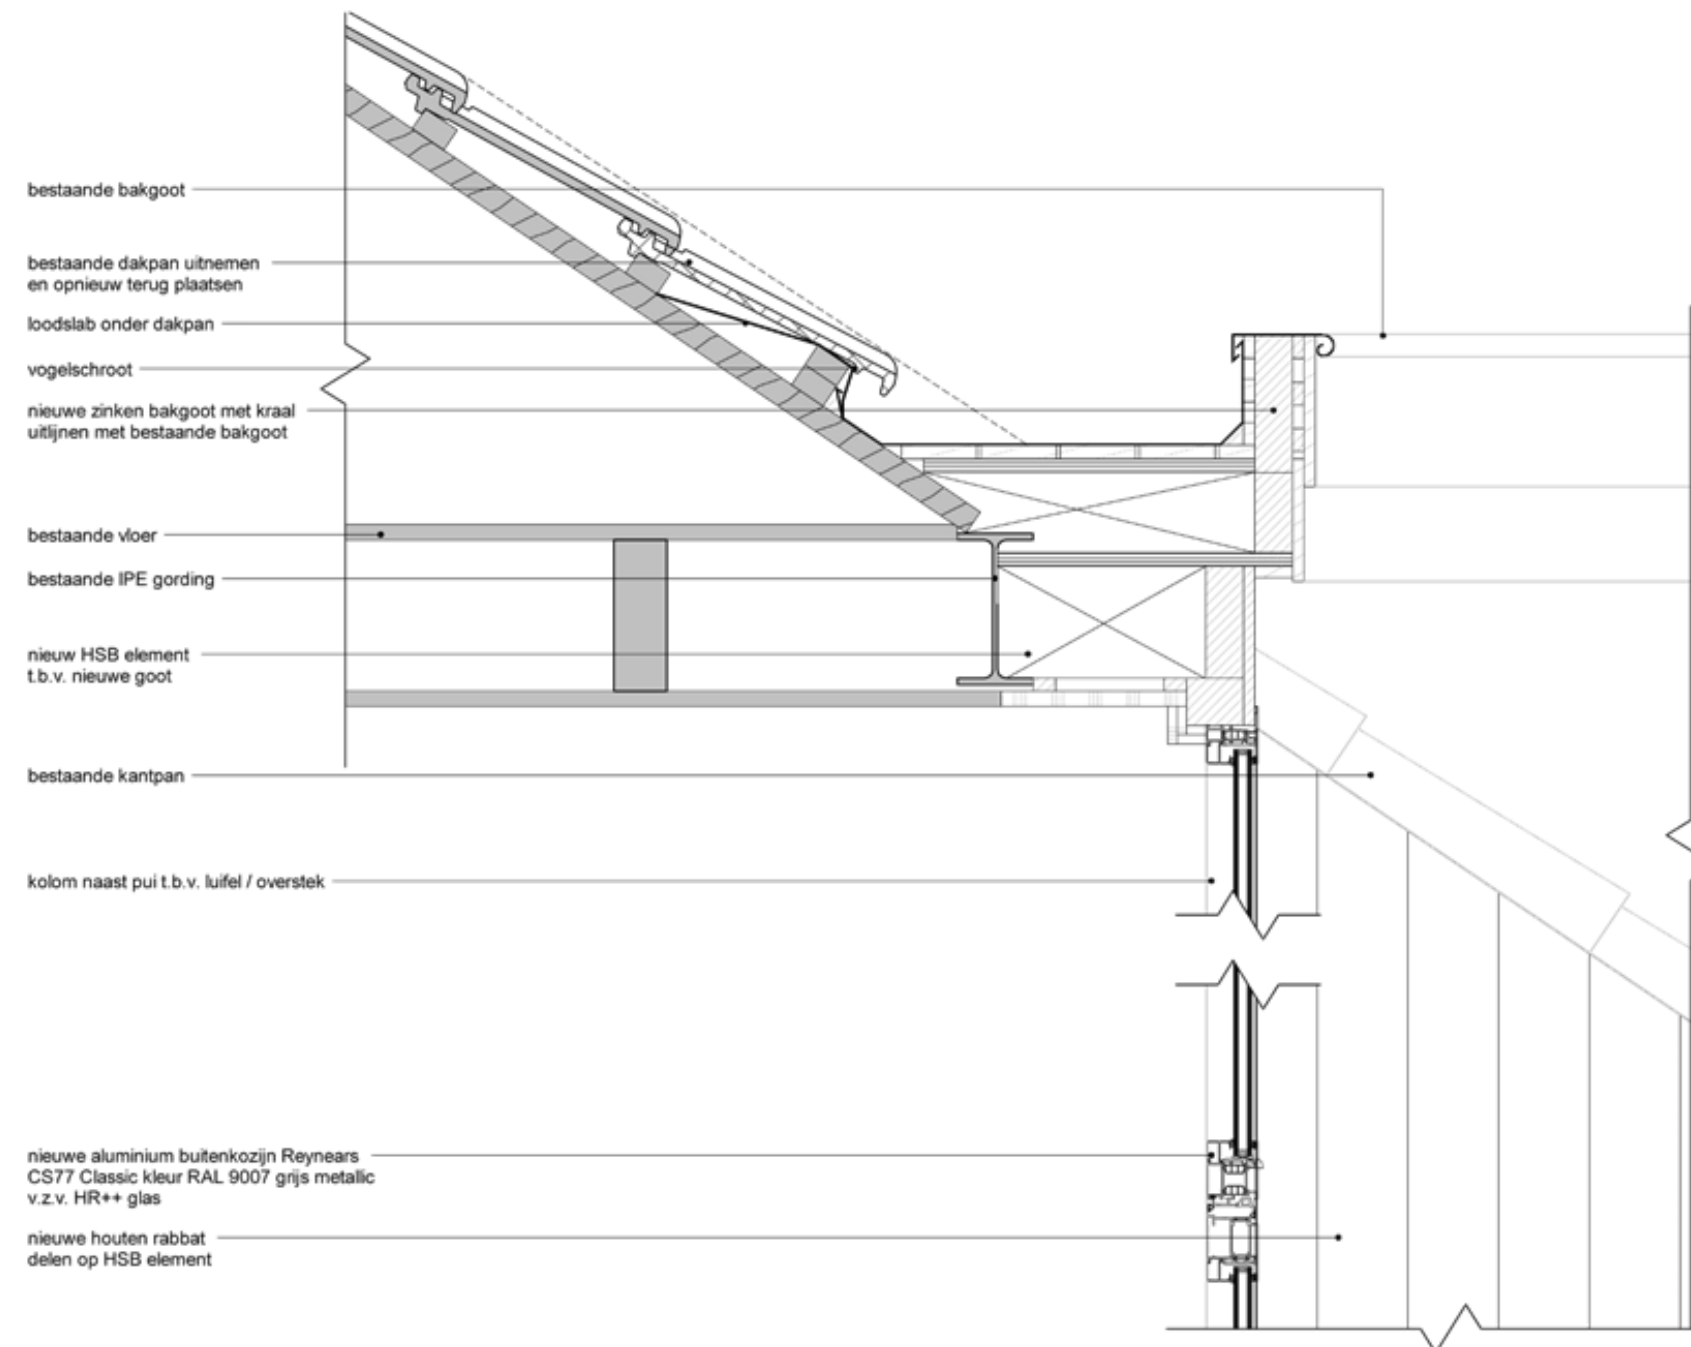 bestaande bakgoot
bestaande dakpan uitnemen
en opnieuw terug plaatsen
loodslab onder dakpan
vogelschroot
nieuwe zinken bakgoot met kraal
uitlijnen met bestaande bakgoot
bestaande vloer
bestaande IPE gording
nieuw HSB element
t.b.v. nieuwe goot
bestaande kantpan
kolom naast pui t.b.v. luifel / overstek
nieuwe aluminium buitenkozijn Reynears
CS77 Classic kleur RAL 9007 grijs metallic
v.z.v. HR++ glas
nieuwe houten rabbat
delen op HSB element